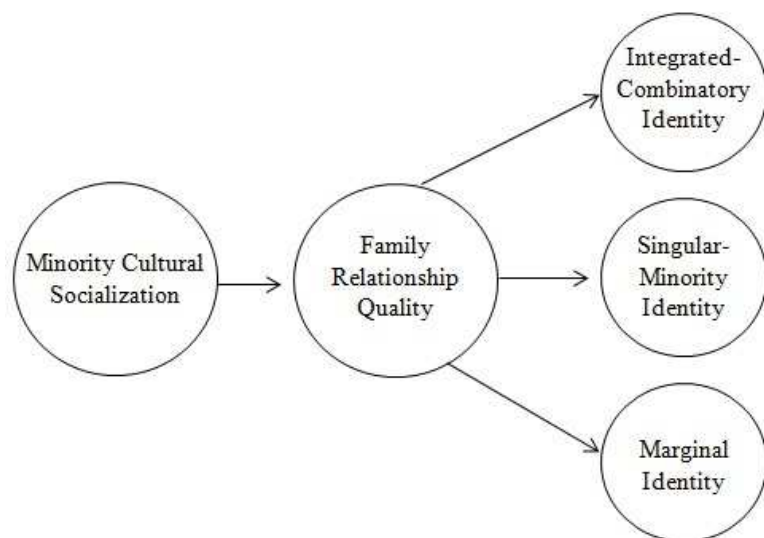 Minority Cultural
Socialization
Family
Relationship
Quality
Integrated-
Combinatory
Identity
Singular-
Minority
Identity
Marginal
Identity